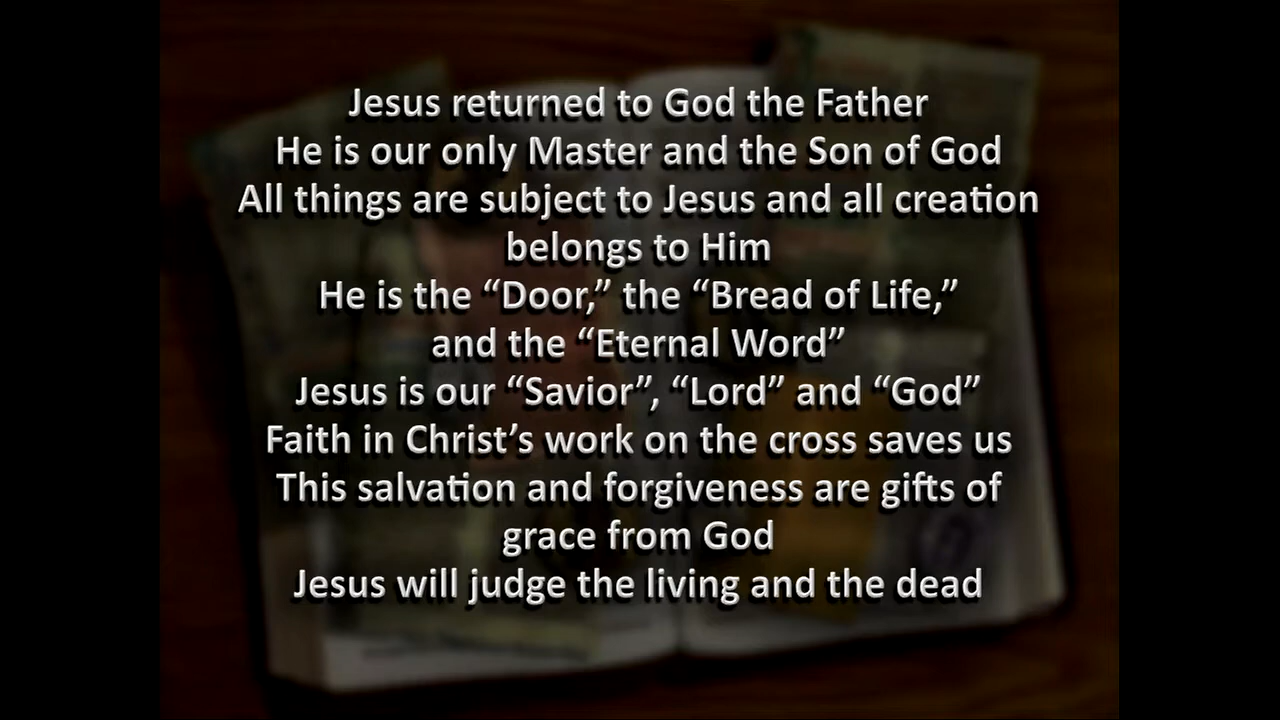 Jesus returned to God the Father
He is our only Master and the Son of God
All things are subject to Jesus and all creation
belongs to Him
He is the “Door,” the “Bread of Life,”
and the “Eternal Word”
Jesus is our “Savior”, “Lord” and “God”
Faith in Christ’s work on the cross saves us
This salvation and forgiveness are gifts of
grace from God
Jesus will judge the living and the dead